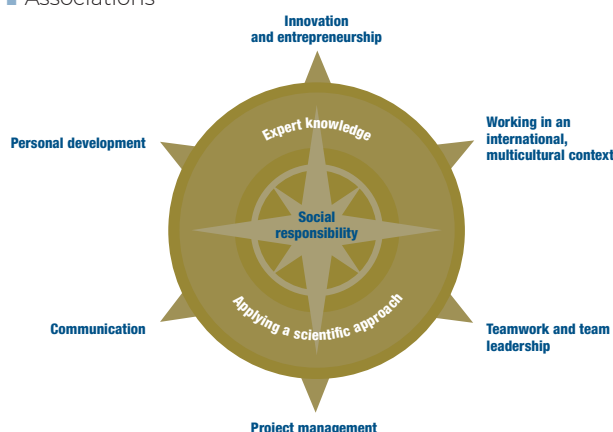 Associations
Innovation
and entrepreneurship
Expert knowledge
Personal development
Working in an
international,
multicultural context
Social
responsibility
Applying a scientific approach
Communication
Teamwork and team
leadership
Project management